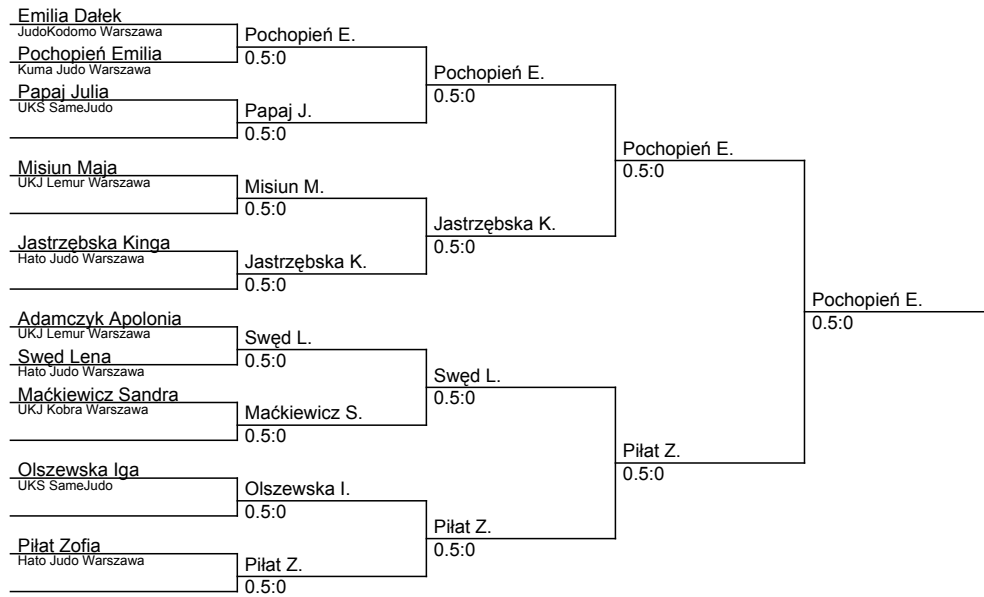 Emilia Dałek
JudoKodomo Warszawa
Pochopień Emilia
Kuma Judo Warszawa
Papaj Julia
UKS SameJudo
Misiun Maja
UKJ Lemur Warszawa
Jastrzębska Kinga
Hato Judo Warszawa
Adamczyk Apolonia
UKJ Lemur Warszawa
Swęd Lena
Hato Judo Warszawa
Maćkiewicz Sandra
UKJ Kobra Warszawa
Olszewska Iga
UKS SameJudo
Piłat Zofia
Hato Judo Warszawa
Pochopień E.
0.5:0
Papaj J.
0.5:0
Misiun M.
0.5:0
Jastrzębska K.
0.5:0
Swęd L.
0.5:0
Maćkiewicz S.
0.5:0
Olszewska I.
0.5:0
Piłat Z.
0.5:0
Pochopień E.
0.5:0
Jastrzębska K.
0.5:0
Swęd L.
0.5:0
Piłat Z.
0.5:0
Pochopień E.
0.5:0
Piłat Z.
0.5:0
Pochopień E.
0.5:0